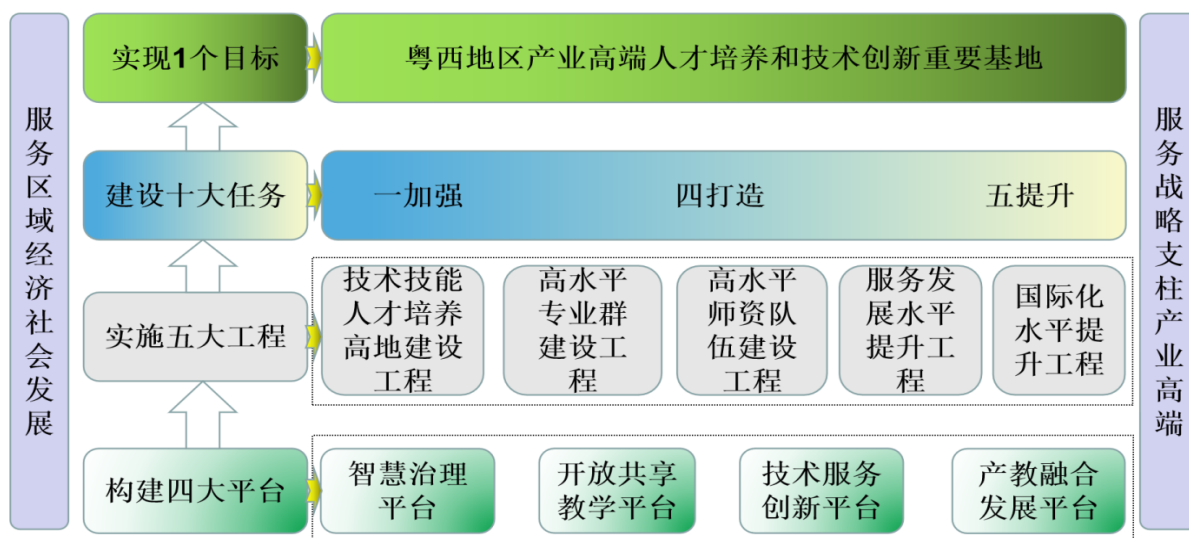 服务区域经济社会发展
实现1个目标
粤西地区产业高端人才培养和技术创新重要基地
建设十大任务
一加强
四打造
五提升
实施五大工程
技术技能
人才培养
高地建设
工程
高水平
专业群
建设工
程
高水平
师资队
伍建设
工程
服务发
展水平
提升工
程
国际化
水平提
升工程
构建四大平台
智慧治理
平台
开放共享
教学平台
技术服务
创新平台
产教融合
发展平台
服务战略支柱产业高端